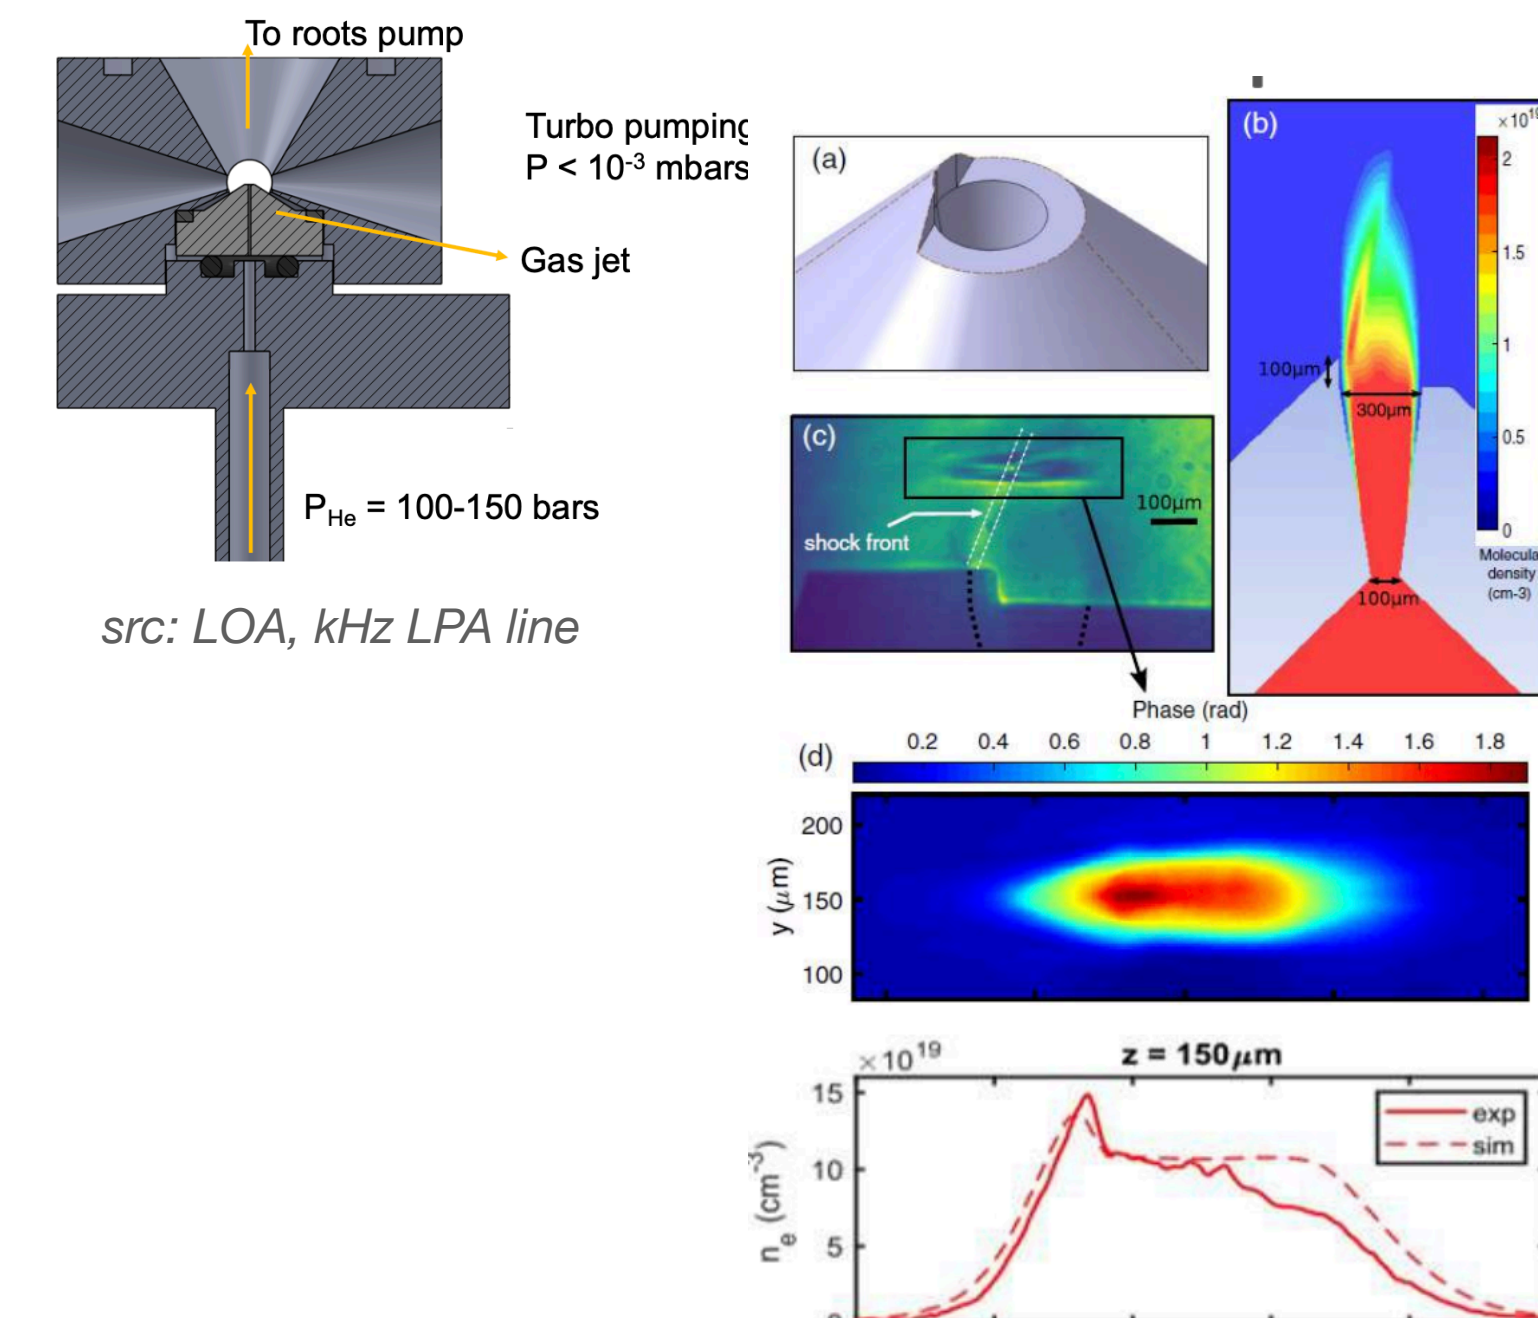 To roots pump
Turbo pumping
P < 10-3 mbars
Gas jet
PHe = 100-150 bars
src: LOA, kHz LPA line
(a)
(b)
×10¹⁹
2
1.5
1
0.5
0
Molecula
density
(cm-3)
100µm
300µm
100µm
(c)
shock front
100µm
Phase (rad)
(d)
0.2 0.4 0.6 0.8 1 1.2 1.4 1.6 1.8
y (µm)
200
150
100
×10 19
z = 150µm
15
10
5
ne (cm-3)
exp
sim